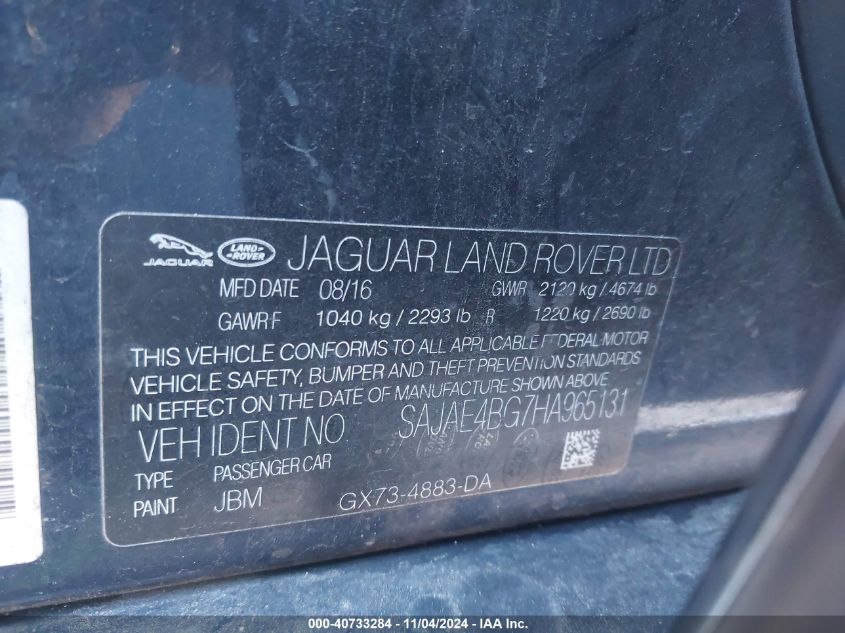 JAGUAR LAND ROVER JAGUAR LAND ROVER LTD
MFD DATE 08/16 GVWR 2120 kg / 4674 lb
GAWR F 1040 kg / 2293 lb R 1220 kg / 2690 lb
THIS VEHICLE CONFORMS TO ALL APPLICABLE FEDERAL MOTOR
VEHICLE SAFETY, BUMPER AND THEFT PREVENTION STANDARDS
IN EFFECT ON THE DATE OF MANUFACTURE SHOWN ABOVE
VEH IDENT NO SAJAE4BG7HA965131
TYPE PASSENGER CAR
PAINT JBM GX73-4883-DA
000-40733284 - 11/04/2024 - IAA Inc.